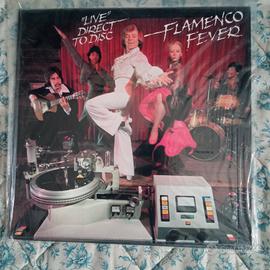 "LIVE"
DIRECT
TO DISC
FLAMENCO
FEVER